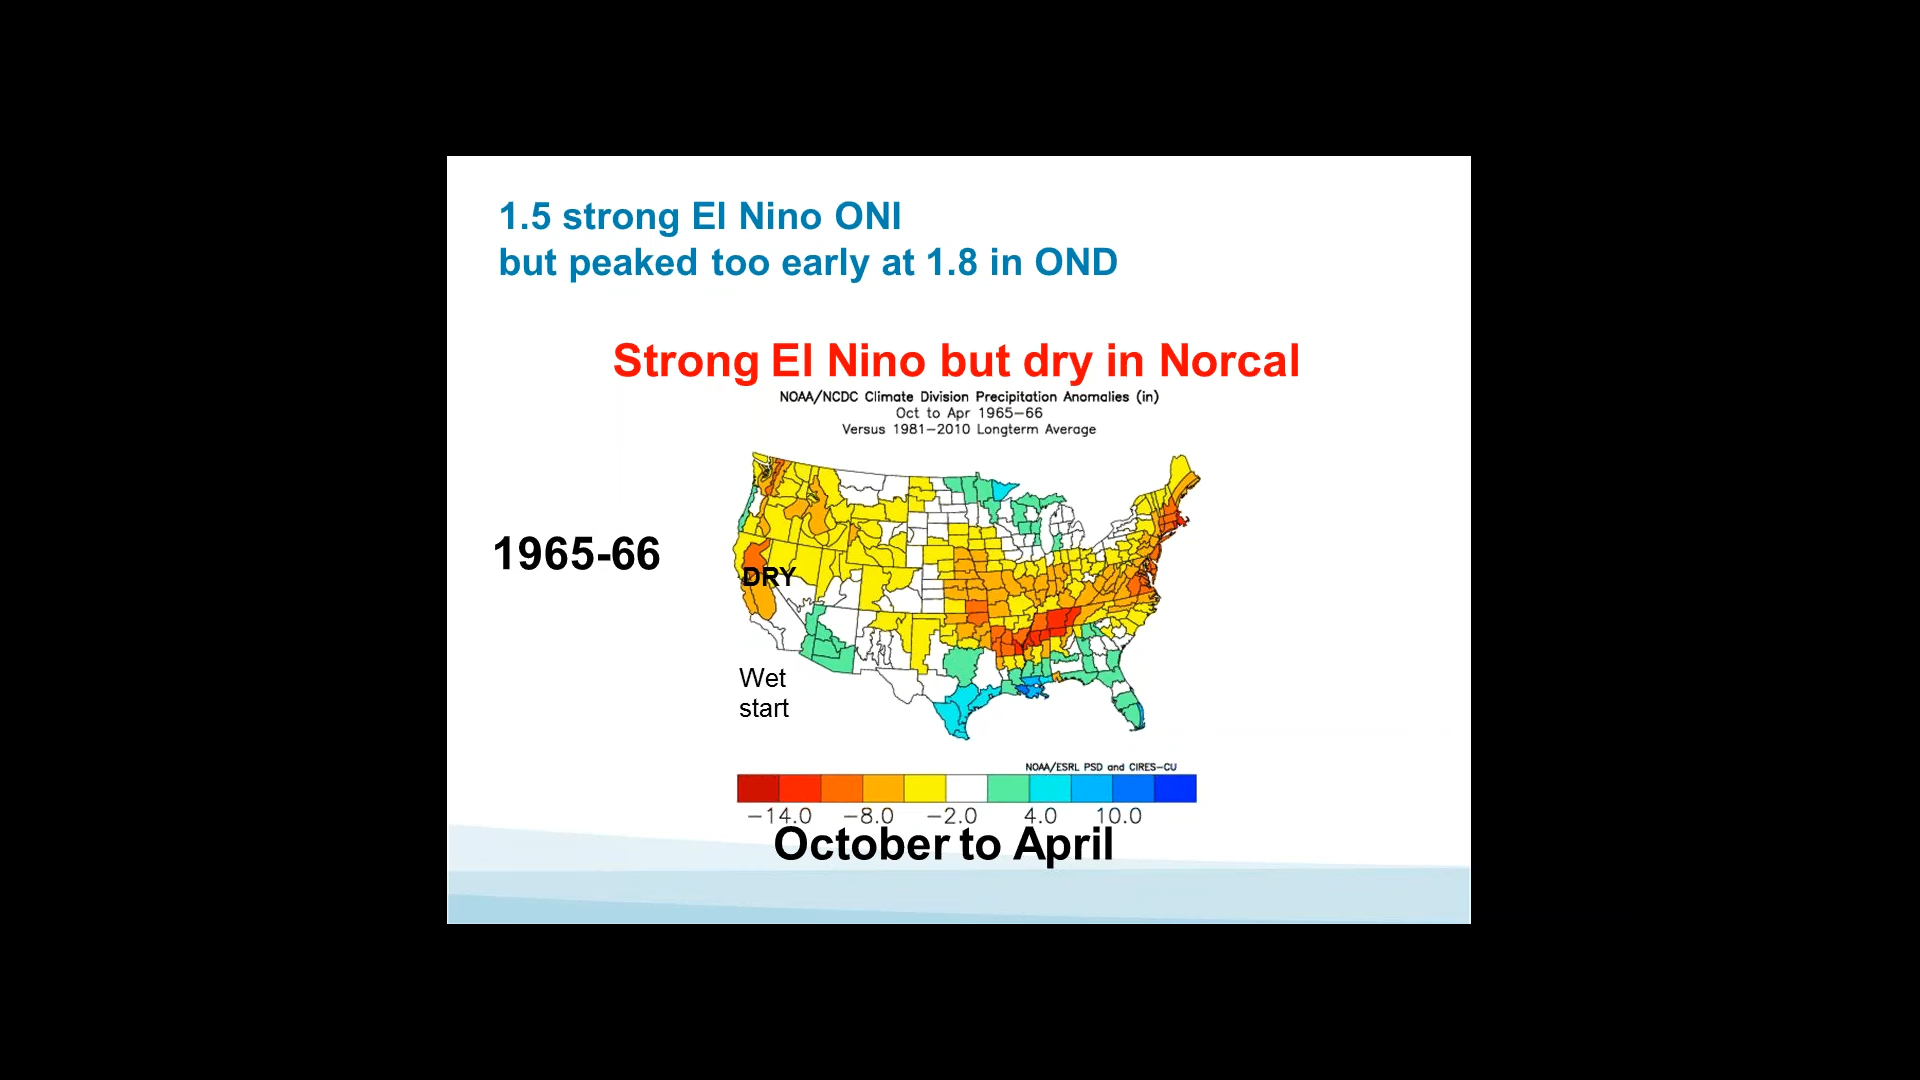 1.5 strong El Nino ONI
but peaked too early at 1.8 in OND
Strong El Nino but dry in Norcal
NOAA/NCDC Climate Division Precipitation Anomalies (in)
Oct to Apr 1965–66
Versus 1981–2010 Longterm Average
1965-66
DRY
Wet
start
NOAA/ESRL PSD and CIRES–CU
–14.0 –8.0 –2.0 4.0 10.0
October to April